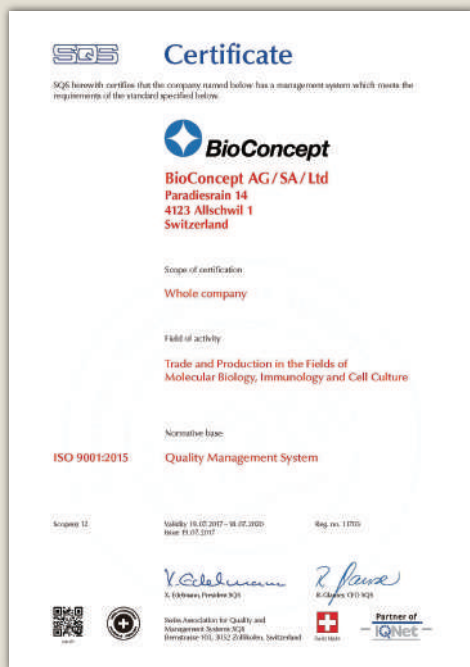 SQS
Certificate
SQS herewith certifies that the company named below has a management system which meets the
requirements of the standard specified below.
BioConcept
BioConcept AG/SA/Ltd
Paradiesrain 14
4123 Allschwil 1
Switzerland
Scope of certification
Whole company
Field of activity
Trade and Production in the Fields of
Molecular Biology, Immunology and Cell Culture
Normative base
ISO 9001:2015
Quality Management System
Scope(s) 12
Validity 19.07.2017 – 18.07.2020
Issue 19.07.2017
Reg. no. 11705
X. Edelmann
X. Edelmann, President SQS
R. Glauser, CEO SQS
Swiss Association for Quality and
Management Systems SQS
Bernstrasse 103, 3052 Zollikofen, Switzerland
Swiss Made
Partner of
IQNet